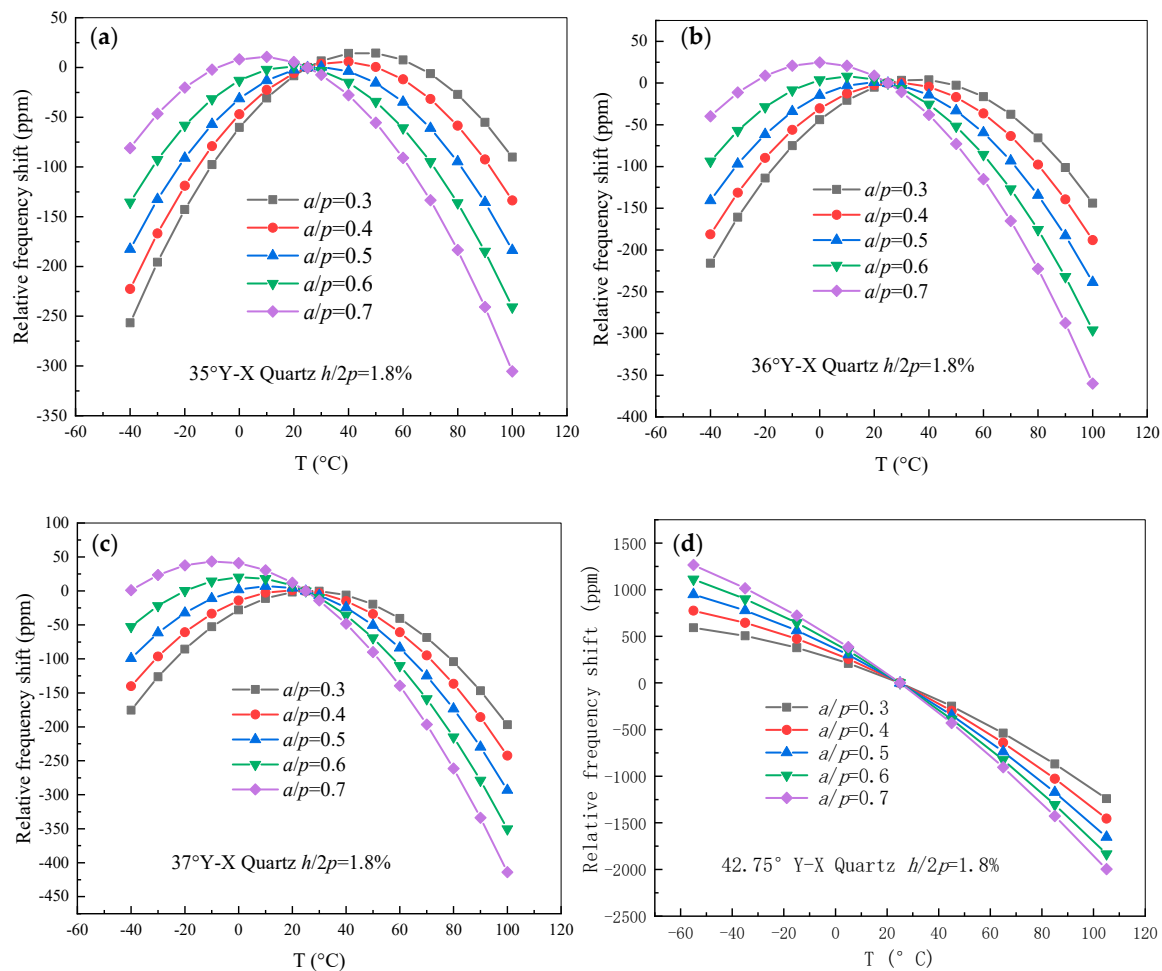 (a)
50
0
-50
-100
-150
-200
-250
-300
-350
Relative frequency shift (ppm)
a/p=0.3
a/p=0.4
a/p=0.5
a/p=0.6
a/p=0.7
35°Y-X Quartz h/2p=1.8%
-60 -40 -20 0 20 40 60 80 100 120
T (°C)
(b)
50
0
-50
-100
-150
-200
-250
-300
-350
-400
Relative frequency shift (ppm)
a/p=0.3
a/p=0.4
a/p=0.5
a/p=0.6
a/p=0.7
36°Y-X Quartz h/2p=1.8%
-60 -40 -20 0 20 40 60 80 100 120
T (°C)
(c)
100
50
0
-50
-100
-150
-200
-250
-300
-350
-400
-450
Relative frequency shift (ppm)
a/p=0.3
a/p=0.4
a/p=0.5
a/p=0.6
a/p=0.7
37°Y-X Quartz h/2p=1.8%
-60 -40 -20 0 20 40 60 80 100 120
T (°C)
(d)
1500
1000
500
0
-500
-1000
-1500
-2000
-2500
Relative frequency shift (ppm)
a/p=0.3
a/p=0.4
a/p=0.5
a/p=0.6
a/p=0.7
42.75° Y-X Quartz h/2p=1.8%
-60 -40 -20 0 20 40 60 80 100 120
T (° C)